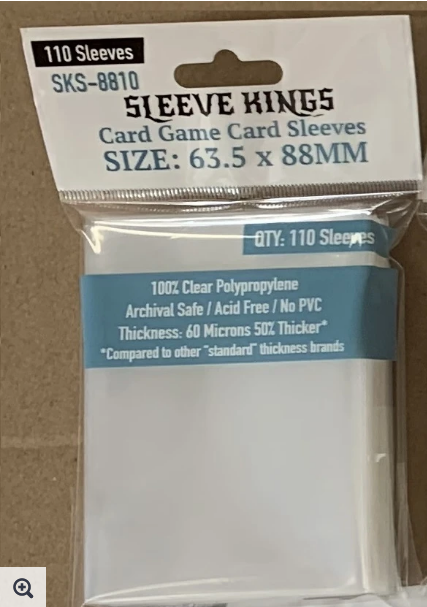 110 Sleeves
SKS-8810
SLEEVE KINGS
Card Game Card Sleeves
SIZE: 63.5 x 88MM
QTY: 110 Sleeves
100% Clear Polypropylene
Archival Safe / Acid Free / No PVC
Thickness: 60 Microns 50% Thicker*
*Compared to other "standard" thickness brands